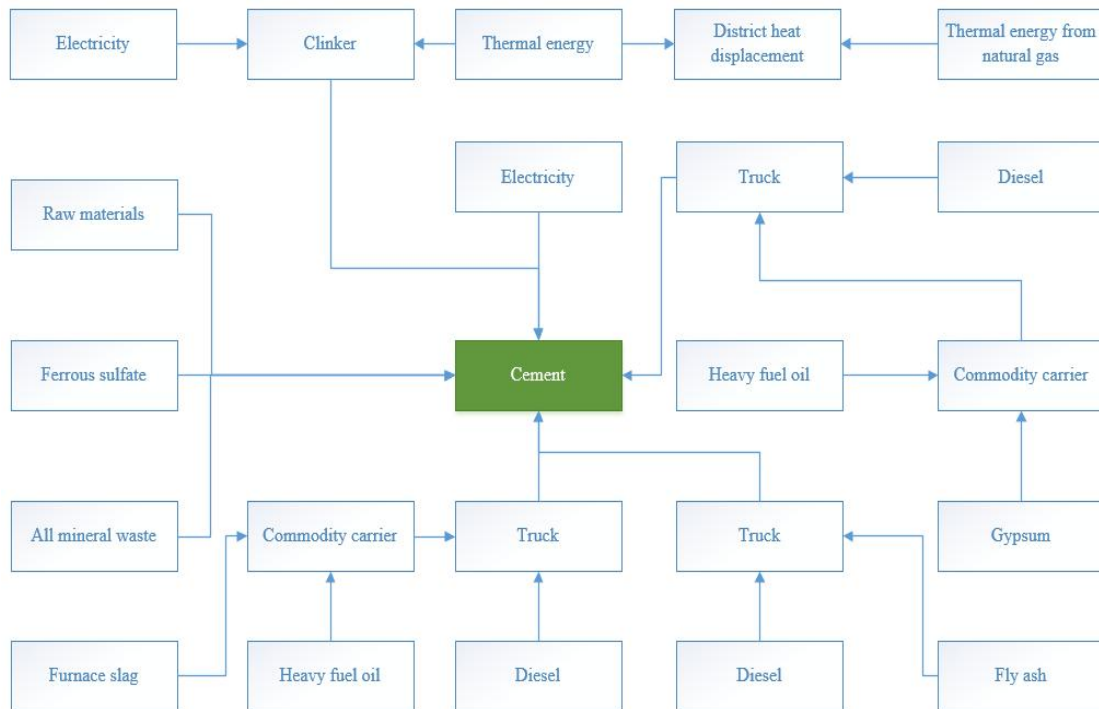 Electricity
Clinker
Thermal energy
District heat
displacement
Thermal energy from
natural gas
Electricity
Truck
Diesel
Raw materials
Ferrous sulfate
Cement
Heavy fuel oil
Commodity carrier
All mineral waste
Commodity carrier
Truck
Truck
Gypsum
Furnace slag
Heavy fuel oil
Diesel
Diesel
Fly ash